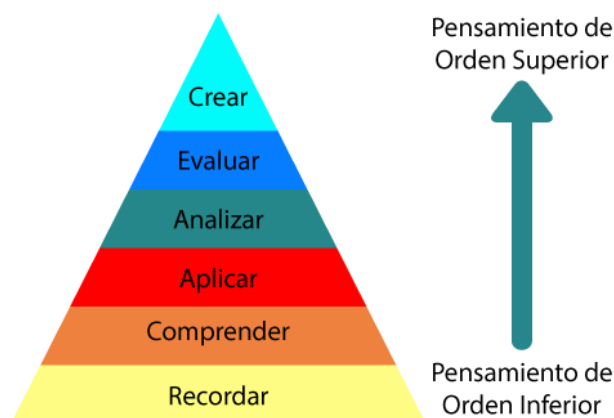 Pensamiento de
Orden Superior
Crear
Evaluar
Analizar
Aplicar
Comprender
Recordar
Pensamiento de
Orden Inferior